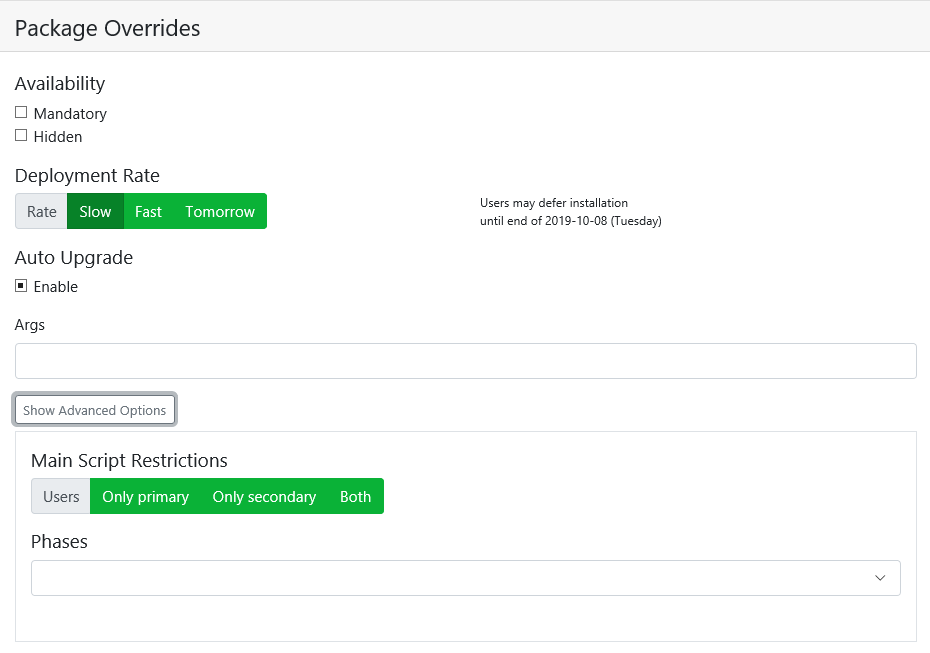 Package Overrides
Availability
Mandatory
Hidden
Deployment Rate
Rate Slow Fast Tomorrow
Users may defer installation
until end of 2019-10-08 (Tuesday)
Auto Upgrade
Enable
Args
Show Advanced Options
Main Script Restrictions
Users Only primary Only secondary Both
Phases